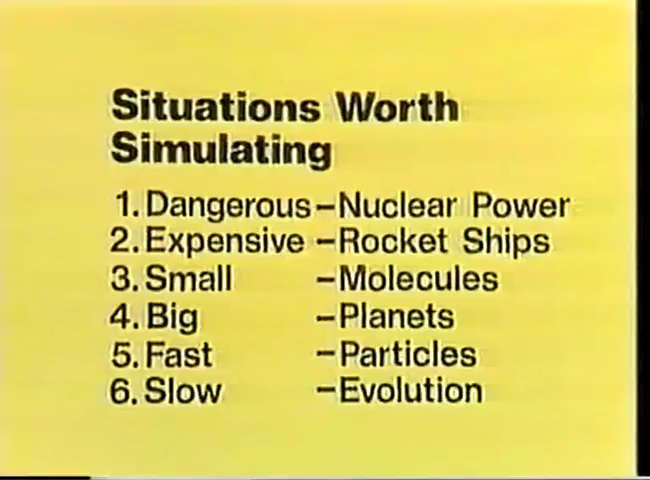 Situations Worth
Simulating
1. Dangerous – Nuclear Power
2. Expensive – Rocket Ships
3. Small – Molecules
4. Big – Planets
5. Fast – Particles
6. Slow – Evolution